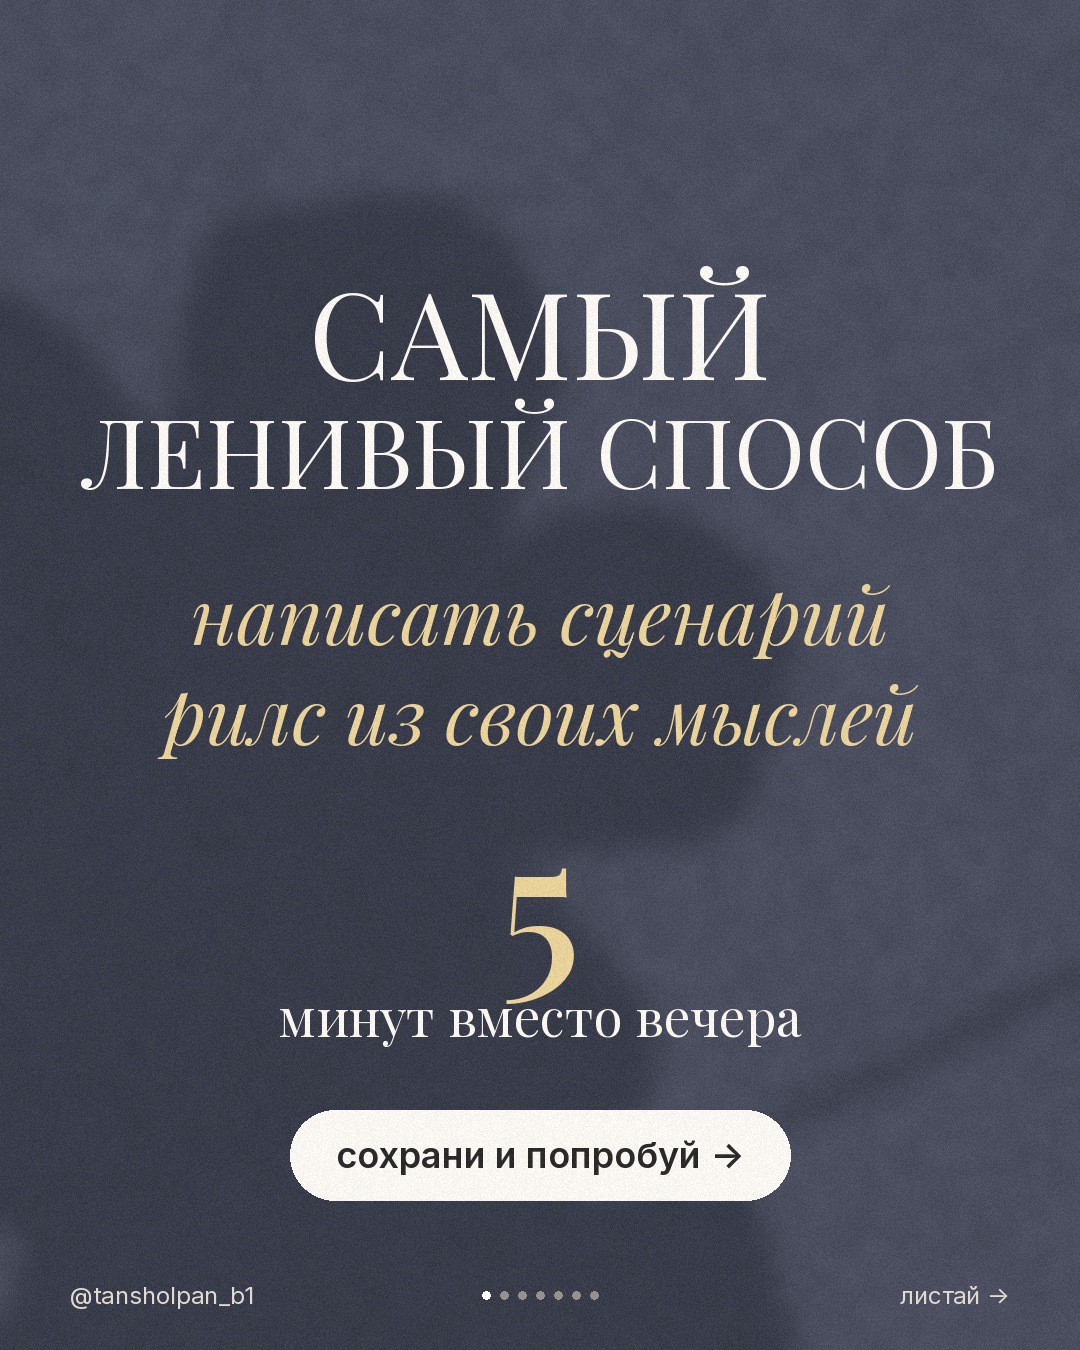 САМЫЙ
ЛЕНИВЫЙ СПОСОБ
написать сценарий
рилс из своих мыслей
5
минут вместо вечера
сохрани и попробуй →
@tansholpan_b1
листай →